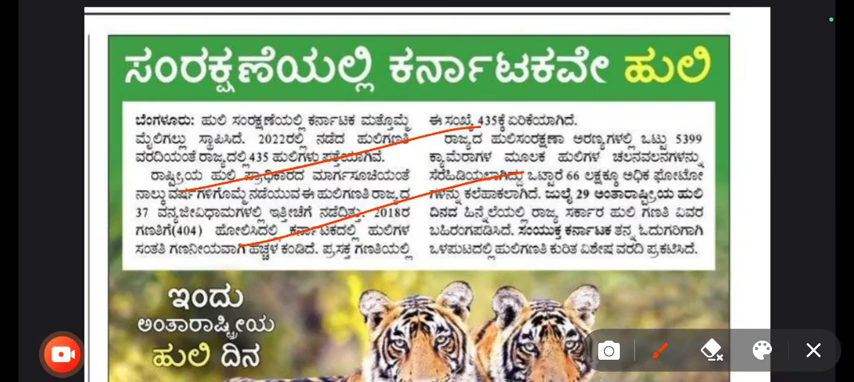 ಸಂರಕ್ಷಣೆಯಲ್ಲಿ ಕರ್ನಾಟಕವೇ ಹುಲಿ
ಬೆಂಗಳೂರು: ಹುಲಿ ಸಂರಕ್ಷಣೆಯಲ್ಲಿ ಕರ್ನಾಟಕ ಮತ್ತೊಮ್ಮೆ
ಮೈಲಿಗಲ್ಲು ಸ್ಥಾಪಿಸಿದೆ. 2022ರಲ್ಲಿ ನಡೆದ ಹುಲಿಗಣತಿ
ವರದಿಯಂತೆ ರಾಜ್ಯದಲ್ಲಿ 435 ಹುಲಿಗಳು ಪತ್ತೆಯಾಗಿವೆ.
ರಾಷ್ಟ್ರೀಯ ಹುಲಿ ಪ್ರಾಧಿಕಾರದ ಮಾರ್ಗಸೂಚಿಯಂತೆ
ನಾಲ್ಕು ವರ್ಷಗಳಿಗೊಮ್ಮೆ ನಡೆಯುವ ಈ ಹುಲಿಗಣತಿ ರಾಜ್ಯದ
37 ವನ್ಯಜೀವಿಧಾಮಗಳಲ್ಲಿ ಇತ್ತೀಚೆಗೆ ನಡೆದಿತ್ತು. 2018ರ
ಗಣತಿಗೆ(404) ಹೋಲಿಸಿದಲ್ಲಿ ಕರ್ನಾಟಕದಲ್ಲಿ ಹುಲಿಗಳ
ಸಂತತಿ ಗಣನೀಯವಾಗಿ ಹೆಚ್ಚಳ ಕಂಡಿದೆ. ಪ್ರಸಕ್ತ ಗಣತಿಯಲ್ಲಿ
ಈ ಸಂಖ್ಯೆ 435ಕ್ಕೆ ಏರಿಕೆಯಾಗಿದೆ.
ರಾಜ್ಯದ ಹುಲಿಸಂರಕ್ಷಣಾ ಅರಣ್ಯಗಳಲ್ಲಿ ಒಟ್ಟು 5399
ಕ್ಯಾಮೆರಾಗಳ ಮೂಲಕ ಹುಲಿಗಳ ಚಲನವಲನಗಳನ್ನು
ಸೆರೆಹಿಡಿಯಲಾಗಿದ್ದು ಒಟ್ಟಾರೆ 66 ಲಕ್ಷಕ್ಕೂ ಅಧಿಕ ಫೋಟೋ
ಗಳನ್ನು ಕಲೆಹಾಕಲಾಗಿದೆ. ಜುಲೈ 29 ಅಂತಾರಾಷ್ಟ್ರೀಯ ಹುಲಿ
ದಿನದ ಹಿನ್ನೆಲೆಯಲ್ಲಿ ರಾಜ್ಯ ಸರ್ಕಾರ ಹುಲಿ ಗಣತಿ ವಿವರ
ಬಹಿರಂಗಪಡಿಸಿದೆ. ಸಂಯುಕ್ತ ಕರ್ನಾಟಕ ತನ್ನ ಓದುಗರಿಗಾಗಿ
ಒಳಪುಟದಲ್ಲಿ ಹುಲಿಗಣತಿ ಕುರಿತ ವಿಶೇಷ ವರದಿ ಪ್ರಕಟಿಸಿದೆ.
ಇಂದು
ಅಂತಾರಾಷ್ಟ್ರೀಯ
ಹುಲಿ ದಿನ